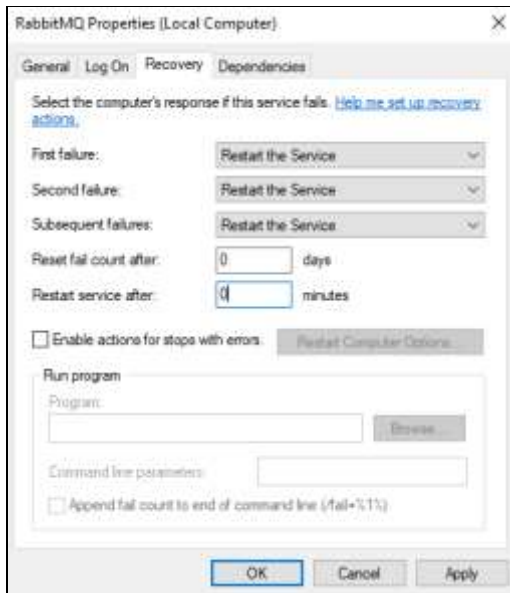 RabbitMQ Properties (Local Computer)
General Log On Recovery Dependencies
Select the computer's response if this service fails. Help me set up recovery
actions.
First failure: Restart the Service
Second failure: Restart the Service
Subsequent failures: Restart the Service
Reset fail count after: 0 days
Restart service after: 0 minutes
Enable actions for stops with errors. Restart Computer Options...
Run program
Program:
Browse...
Command line parameters:
Append fail count to end of command line (/fail=%1%)
OK Cancel Apply